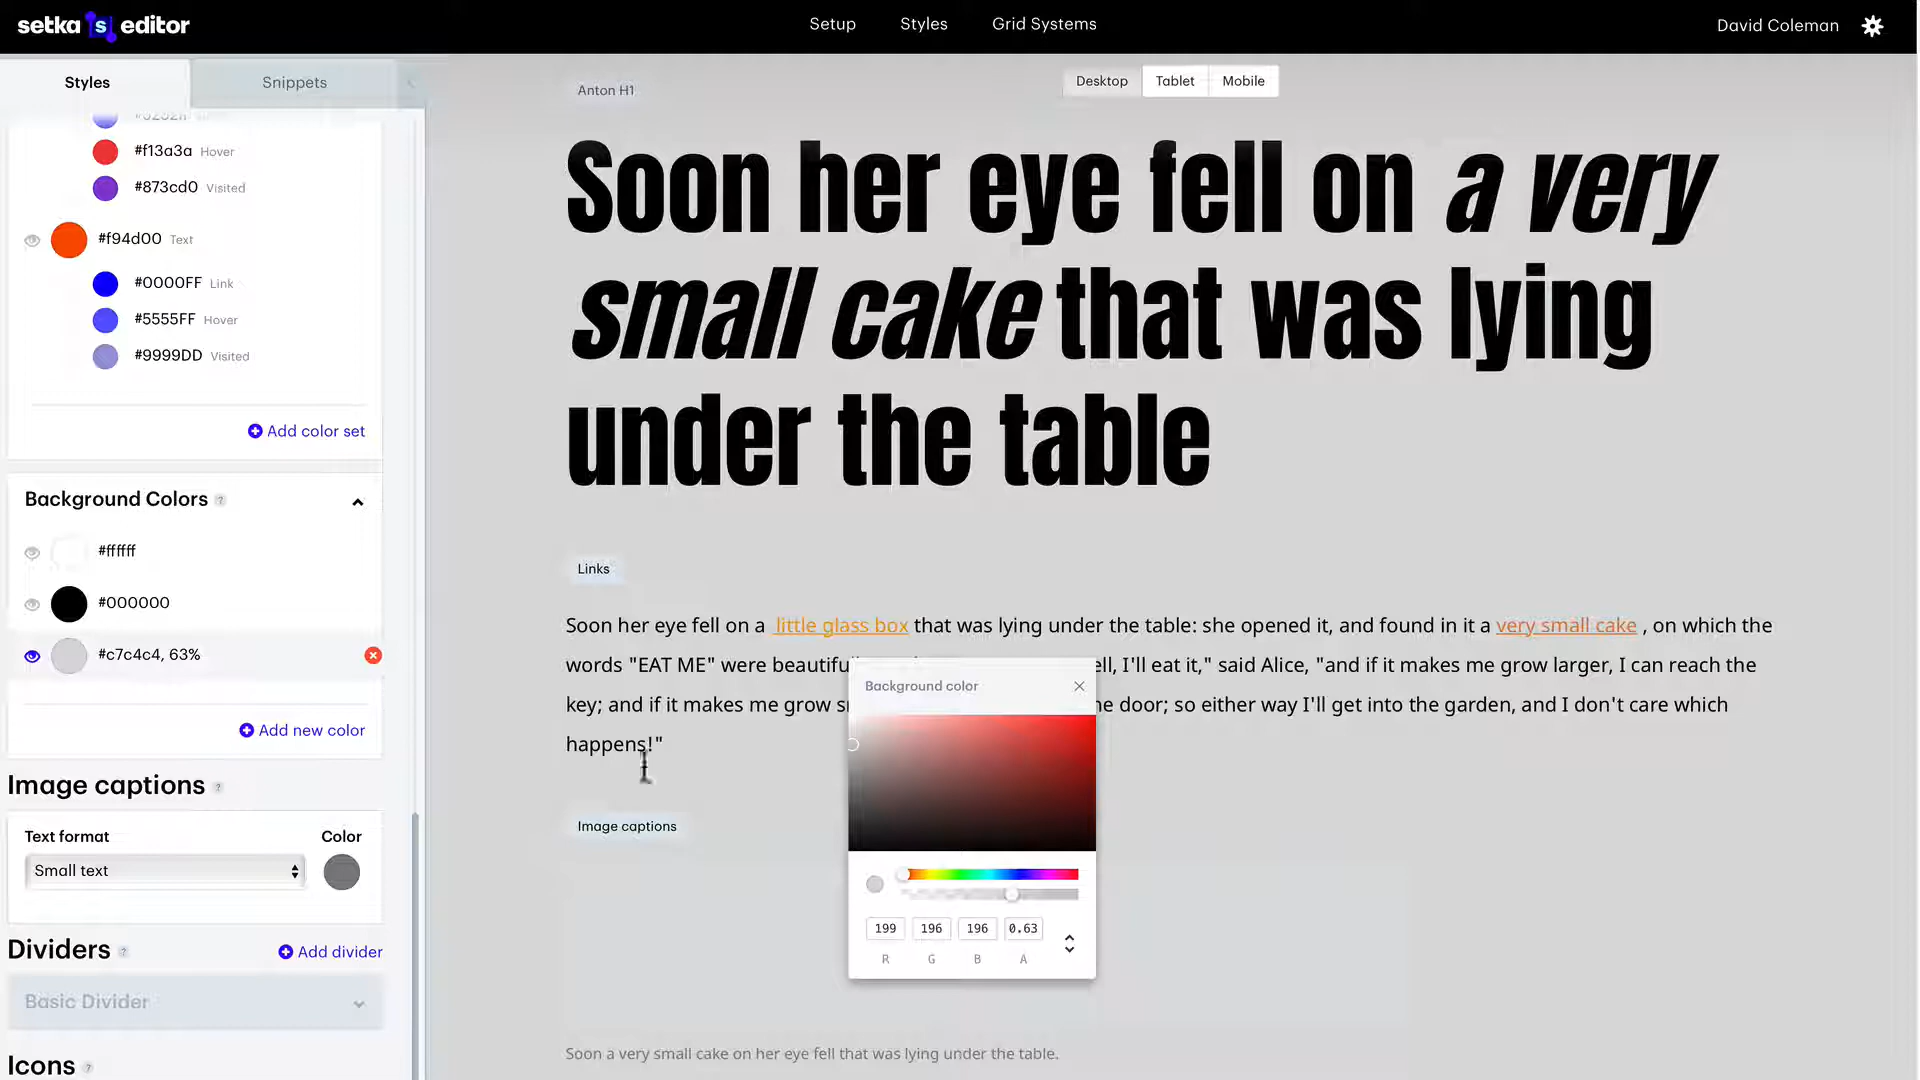 setka s editor
Setup
Styles
Grid Systems
David Coleman
Styles
Snippets
#f13a3a Hover
#873cd0 Visited
#f94d00 Text
#0000FF Link
#5555FF Hover
#9999DD Visited
Add color set
Background Colors ?
#ffffff
#000000
#c7c4c4, 63%
Add new color
Image captions ?
Text format
Color
Small text
Dividers ?
Add divider
Basic Divider
Icons ?
Anton H1
Desktop
Tablet
Mobile
Soon her eye fell on a very
small cake that was lying
under the table
Links
Soon her eye fell on a little glass box that was lying under the table: she opened it, and found in it a very small cake , on which the
words "EAT ME" were beautiful ell, I'll eat it," said Alice, "and if it makes me grow larger, I can reach the
key; and if it makes me grow s he door; so either way I'll get into the garden, and I don't care which
happens!"
Background color
199
196
196
0.63
R
G
B
A
Image captions
Soon a very small cake on her eye fell that was lying under the table.